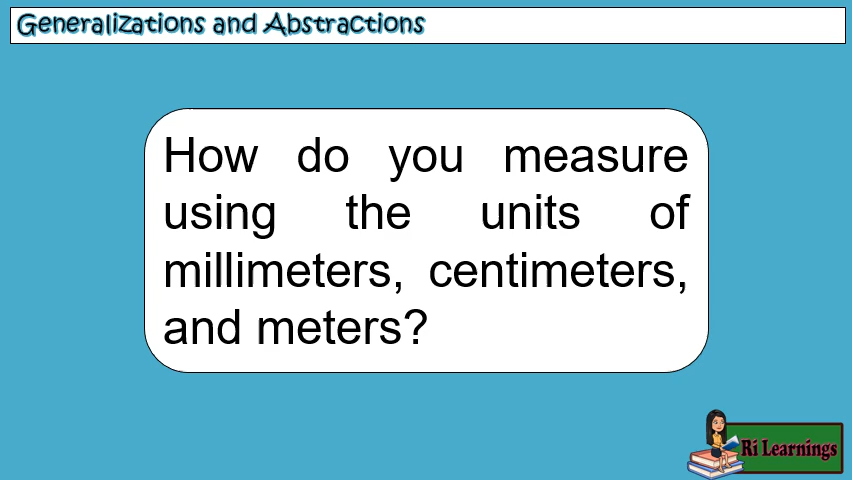 Generalizations and Abstractions
How do you measure
using the units of
millimeters, centimeters,
and meters?
Ri Learnings